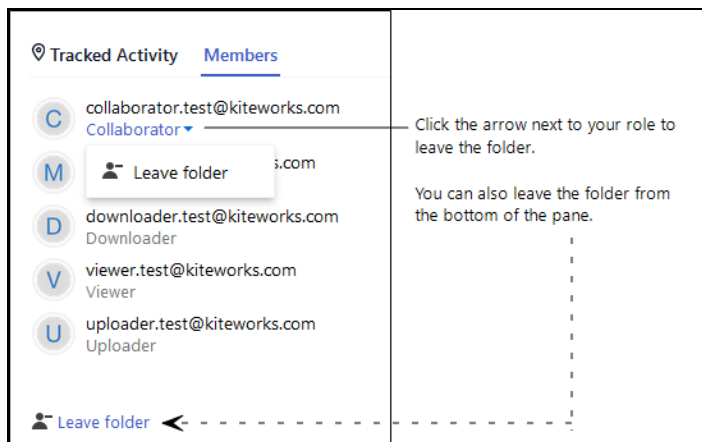 Tracked Activity Members
C
collaborator.test@kiteworks.com
Collaborator
Click the arrow next to your role to
leave the folder.
M
s.com
Leave folder
You can also leave the folder from
the bottom of the pane.
D
downloader.test@kiteworks.com
Downloader
V
viewer.test@kiteworks.com
Viewer
U
uploader.test@kiteworks.com
Uploader
Leave folder